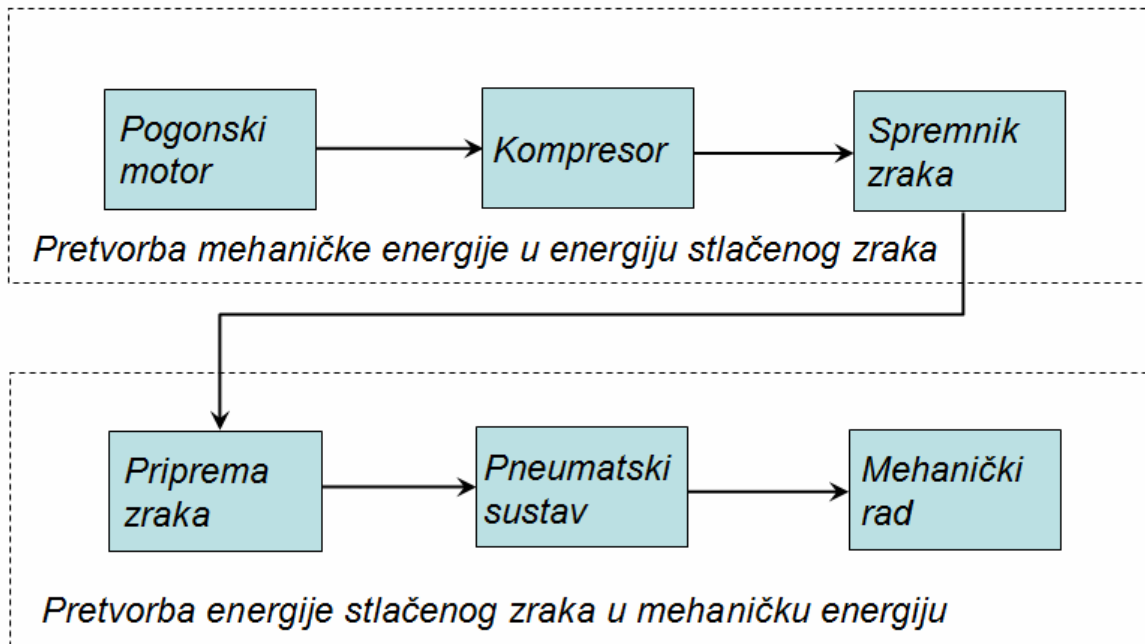 Pogonski
motor
Kompresor
Spremnik
zraka
Pretvorba mehaničke energije u energiju stlačenog zraka
Priprema
zraka
Pneumatski
sustav
Mehanički
rad
Pretvorba energije stlačenog zraka u mehaničku energiju